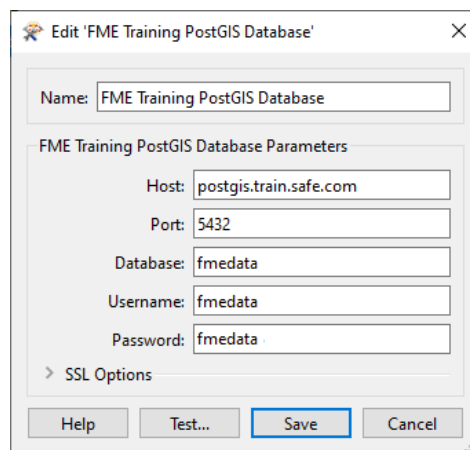 Edit 'FME Training PostGIS Database'
Name: FME Training PostGIS Database
FME Training PostGIS Database Parameters
Host: postgis.train.safe.com
Port: 5432
Database: fmedata
Username: fmedata
Password: fmedata
SSL Options
Help Test... Save Cancel